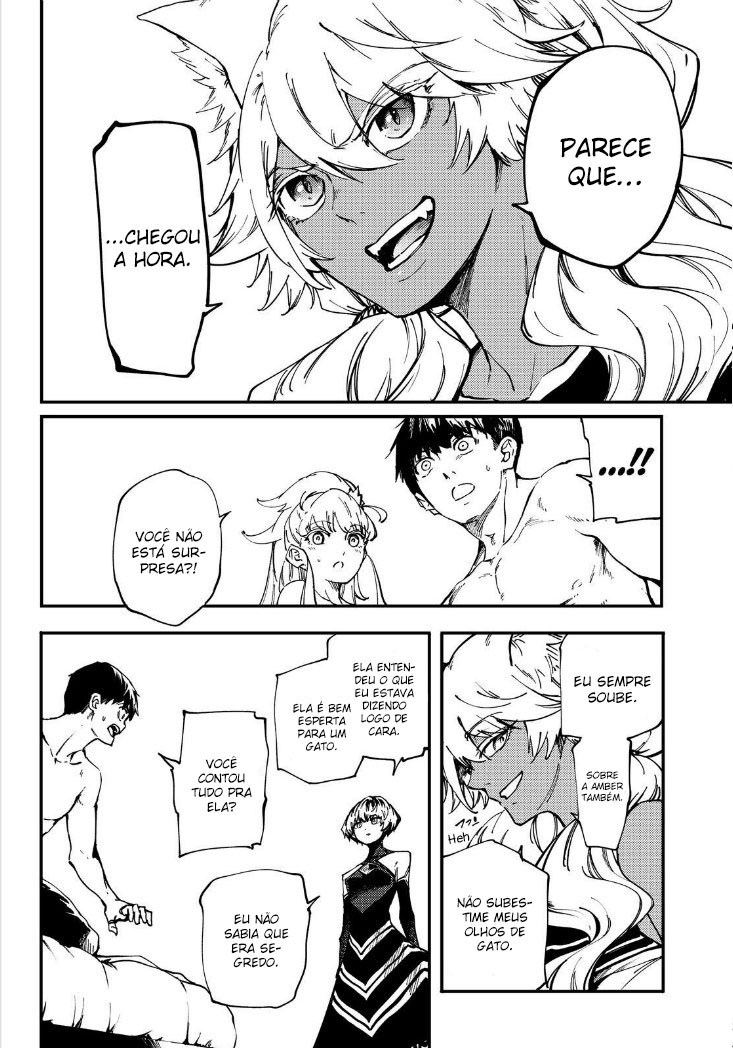 PARECE
QUE...
...CHEGOU
A HORA.
....!!
VOCÊ NÃO
ESTÁ SUR-
PRESA?!
EU SEMPRE
SOUBE.
SOBRE
A AMBER
TAMBÉM.
Heh
NÃO SUBES-
TIME MEUS
OLHOS DE
GATO.
ELA ENTEN-
DEU O QUE
EU ESTAVA
DIZENDO
LOGO DE
CARA.
ELA É BEM
ESPERTA
PARA UM
GATO.
VOCÊ
CONTOU
TUDO PRA
ELA?
EU NÃO
SABIA QUE
ERA SE-
GREDO.